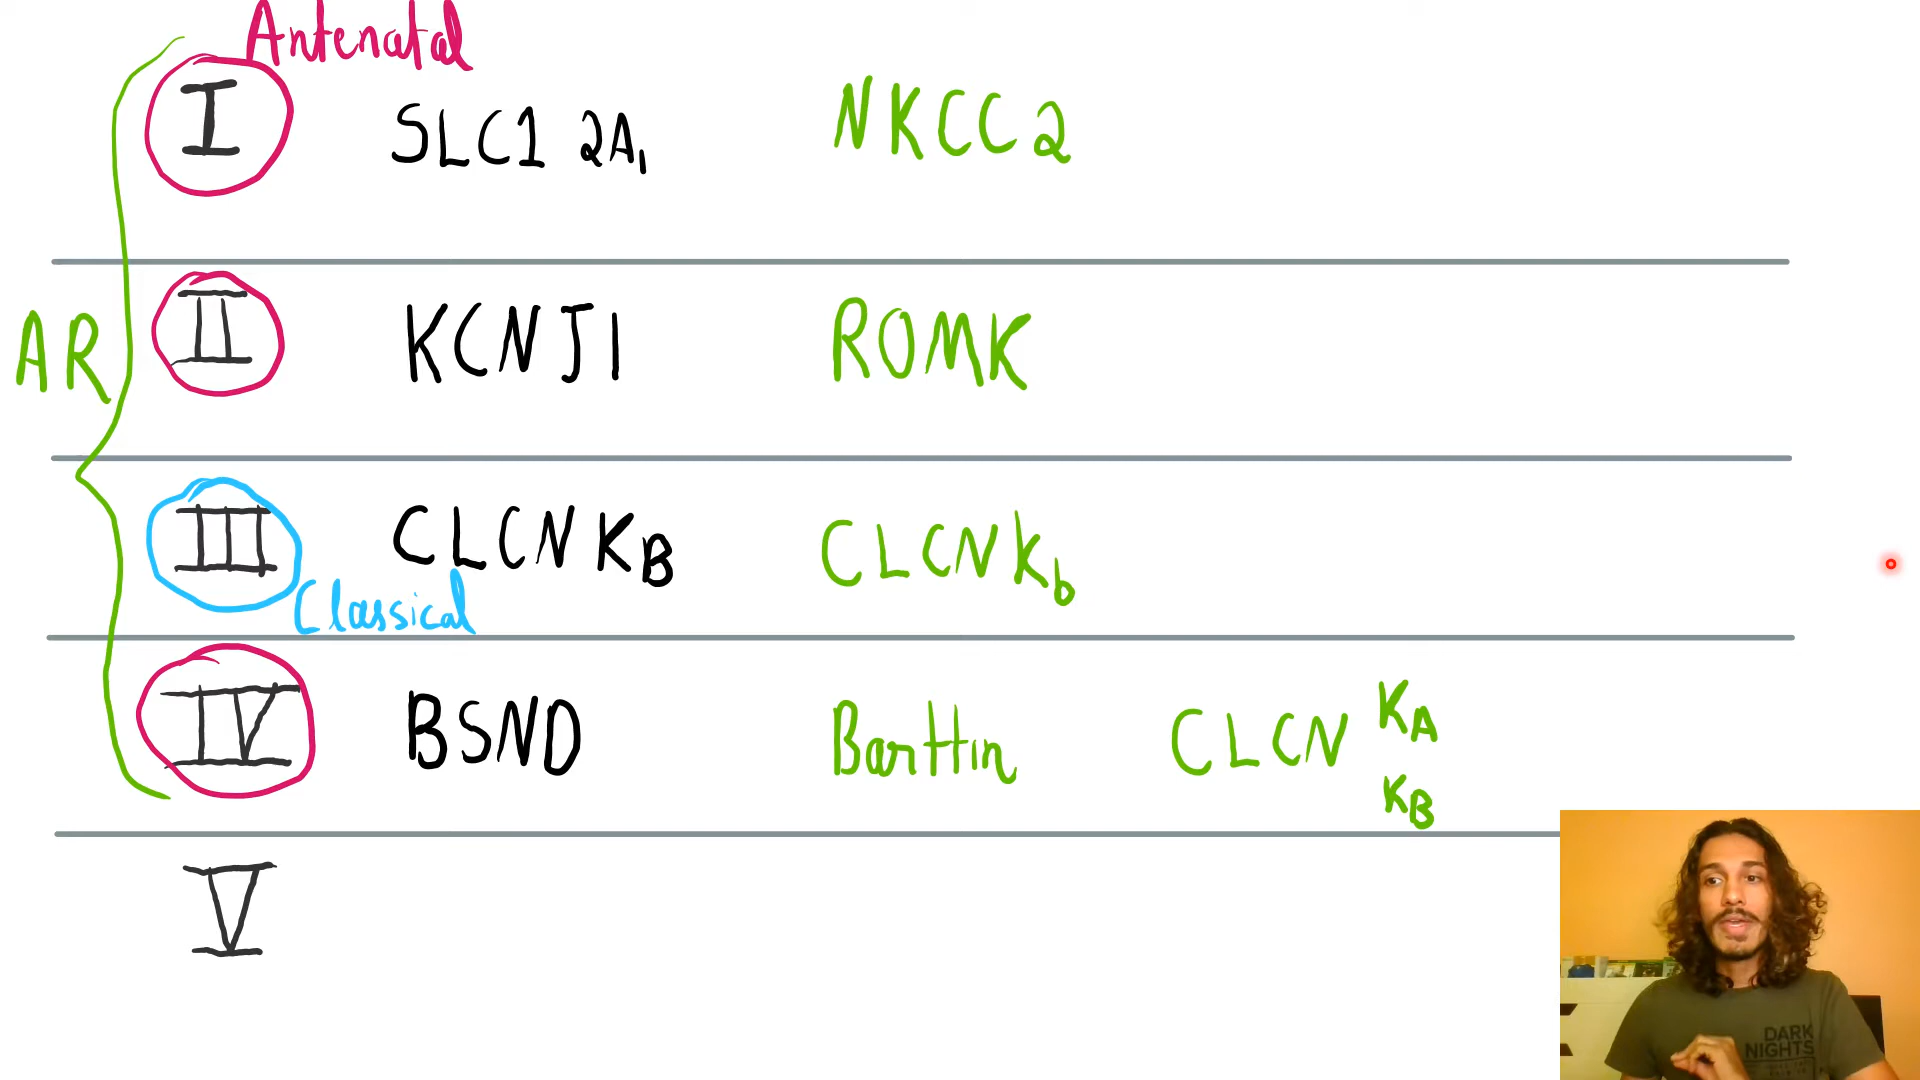 Antenatal
I SLC12A1 NKCC2
AR
II KCNJ1 ROMK
III CLCNKB CLCNKb
Classical
IV BSND Barttin CLCN KA KB
V
DARK
NIGHTS